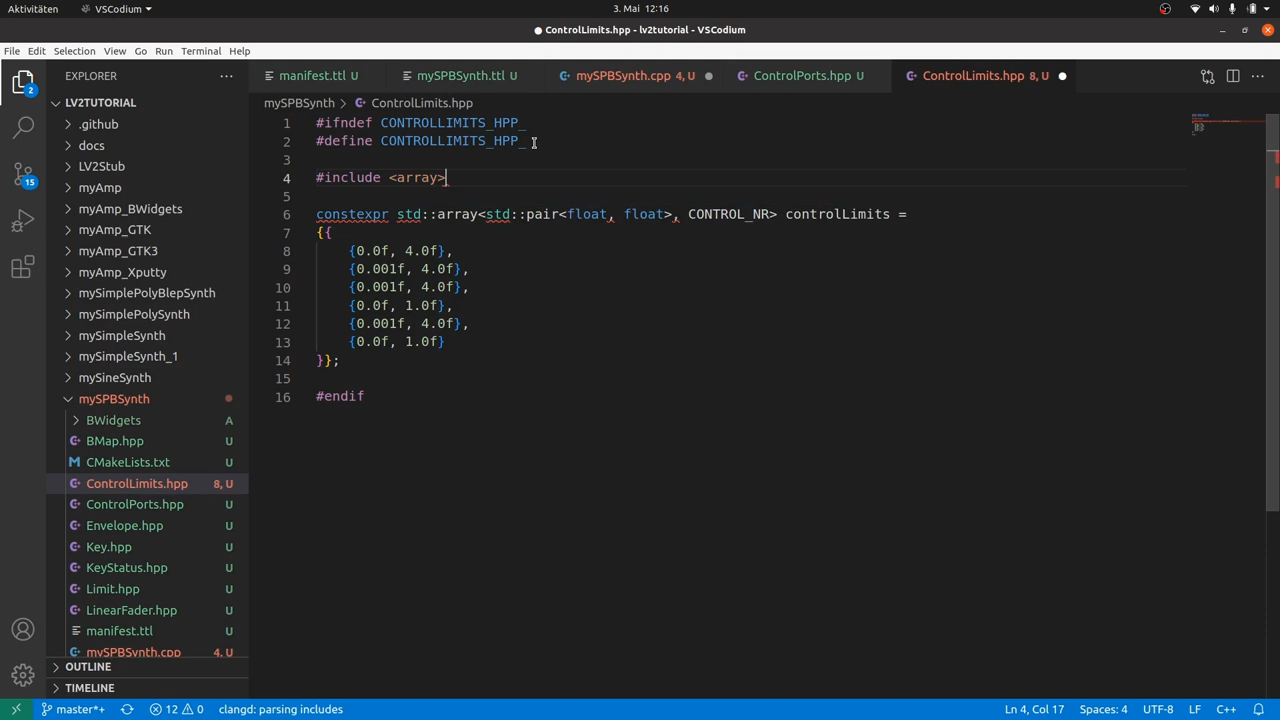 Aktivitäten
VSCodium
3. Mai 12:16
ControlLimits.hpp - lv2tutorial - VSCodium
File Edit Selection View Go Run Terminal Help
EXPLORER
manifest.ttl
mySPBSynth.ttl
mySPBSynth.cpp 4, U
ControlPorts.hpp
ControlLimits.hpp 8, U
LV2TUTORIAL
.github
docs
LV2Stub
myAmp
myAmp_BWidgets
myAmp_GTK
myAmp_GTK3
myAmp_Xputty
mySimplePolyBlepSynth
mySimplePolySynth
mySimpleSynth
mySimpleSynth_1
mySineSynth
mySPBSynth
BWidgets A
BMap.hpp U
CMakeLists.txt U
ControlLimits.hpp 8, U
ControlPorts.hpp U
Envelope.hpp U
Key.hpp U
KeyStatus.hpp U
Limit.hpp U
LinearFader.hpp U
manifest.ttl U
mySPBSynth.cpp 4, U
OUTLINE
TIMELINE
2
15
mySPBSynth > ControlLimits.hpp
1 #ifndef CONTROLLIMITS_HPP_
2 #define CONTROLLIMITS_HPP_
3
4 #include <array>
5
6 constexpr std::array<std::pair<float, float>, CONTROL_NR> controlLimits =
7 {{
8 {0.0f, 4.0f},
9 {0.001f, 4.0f},
10 {0.001f, 4.0f},
11 {0.0f, 1.0f},
12 {0.001f, 4.0f},
13 {0.0f, 1.0f}
14 }};
15
16 #endif
master*+
12 0
clangd: parsing includes
Ln 4, Col 17
Spaces: 4
UTF-8
LF
C++